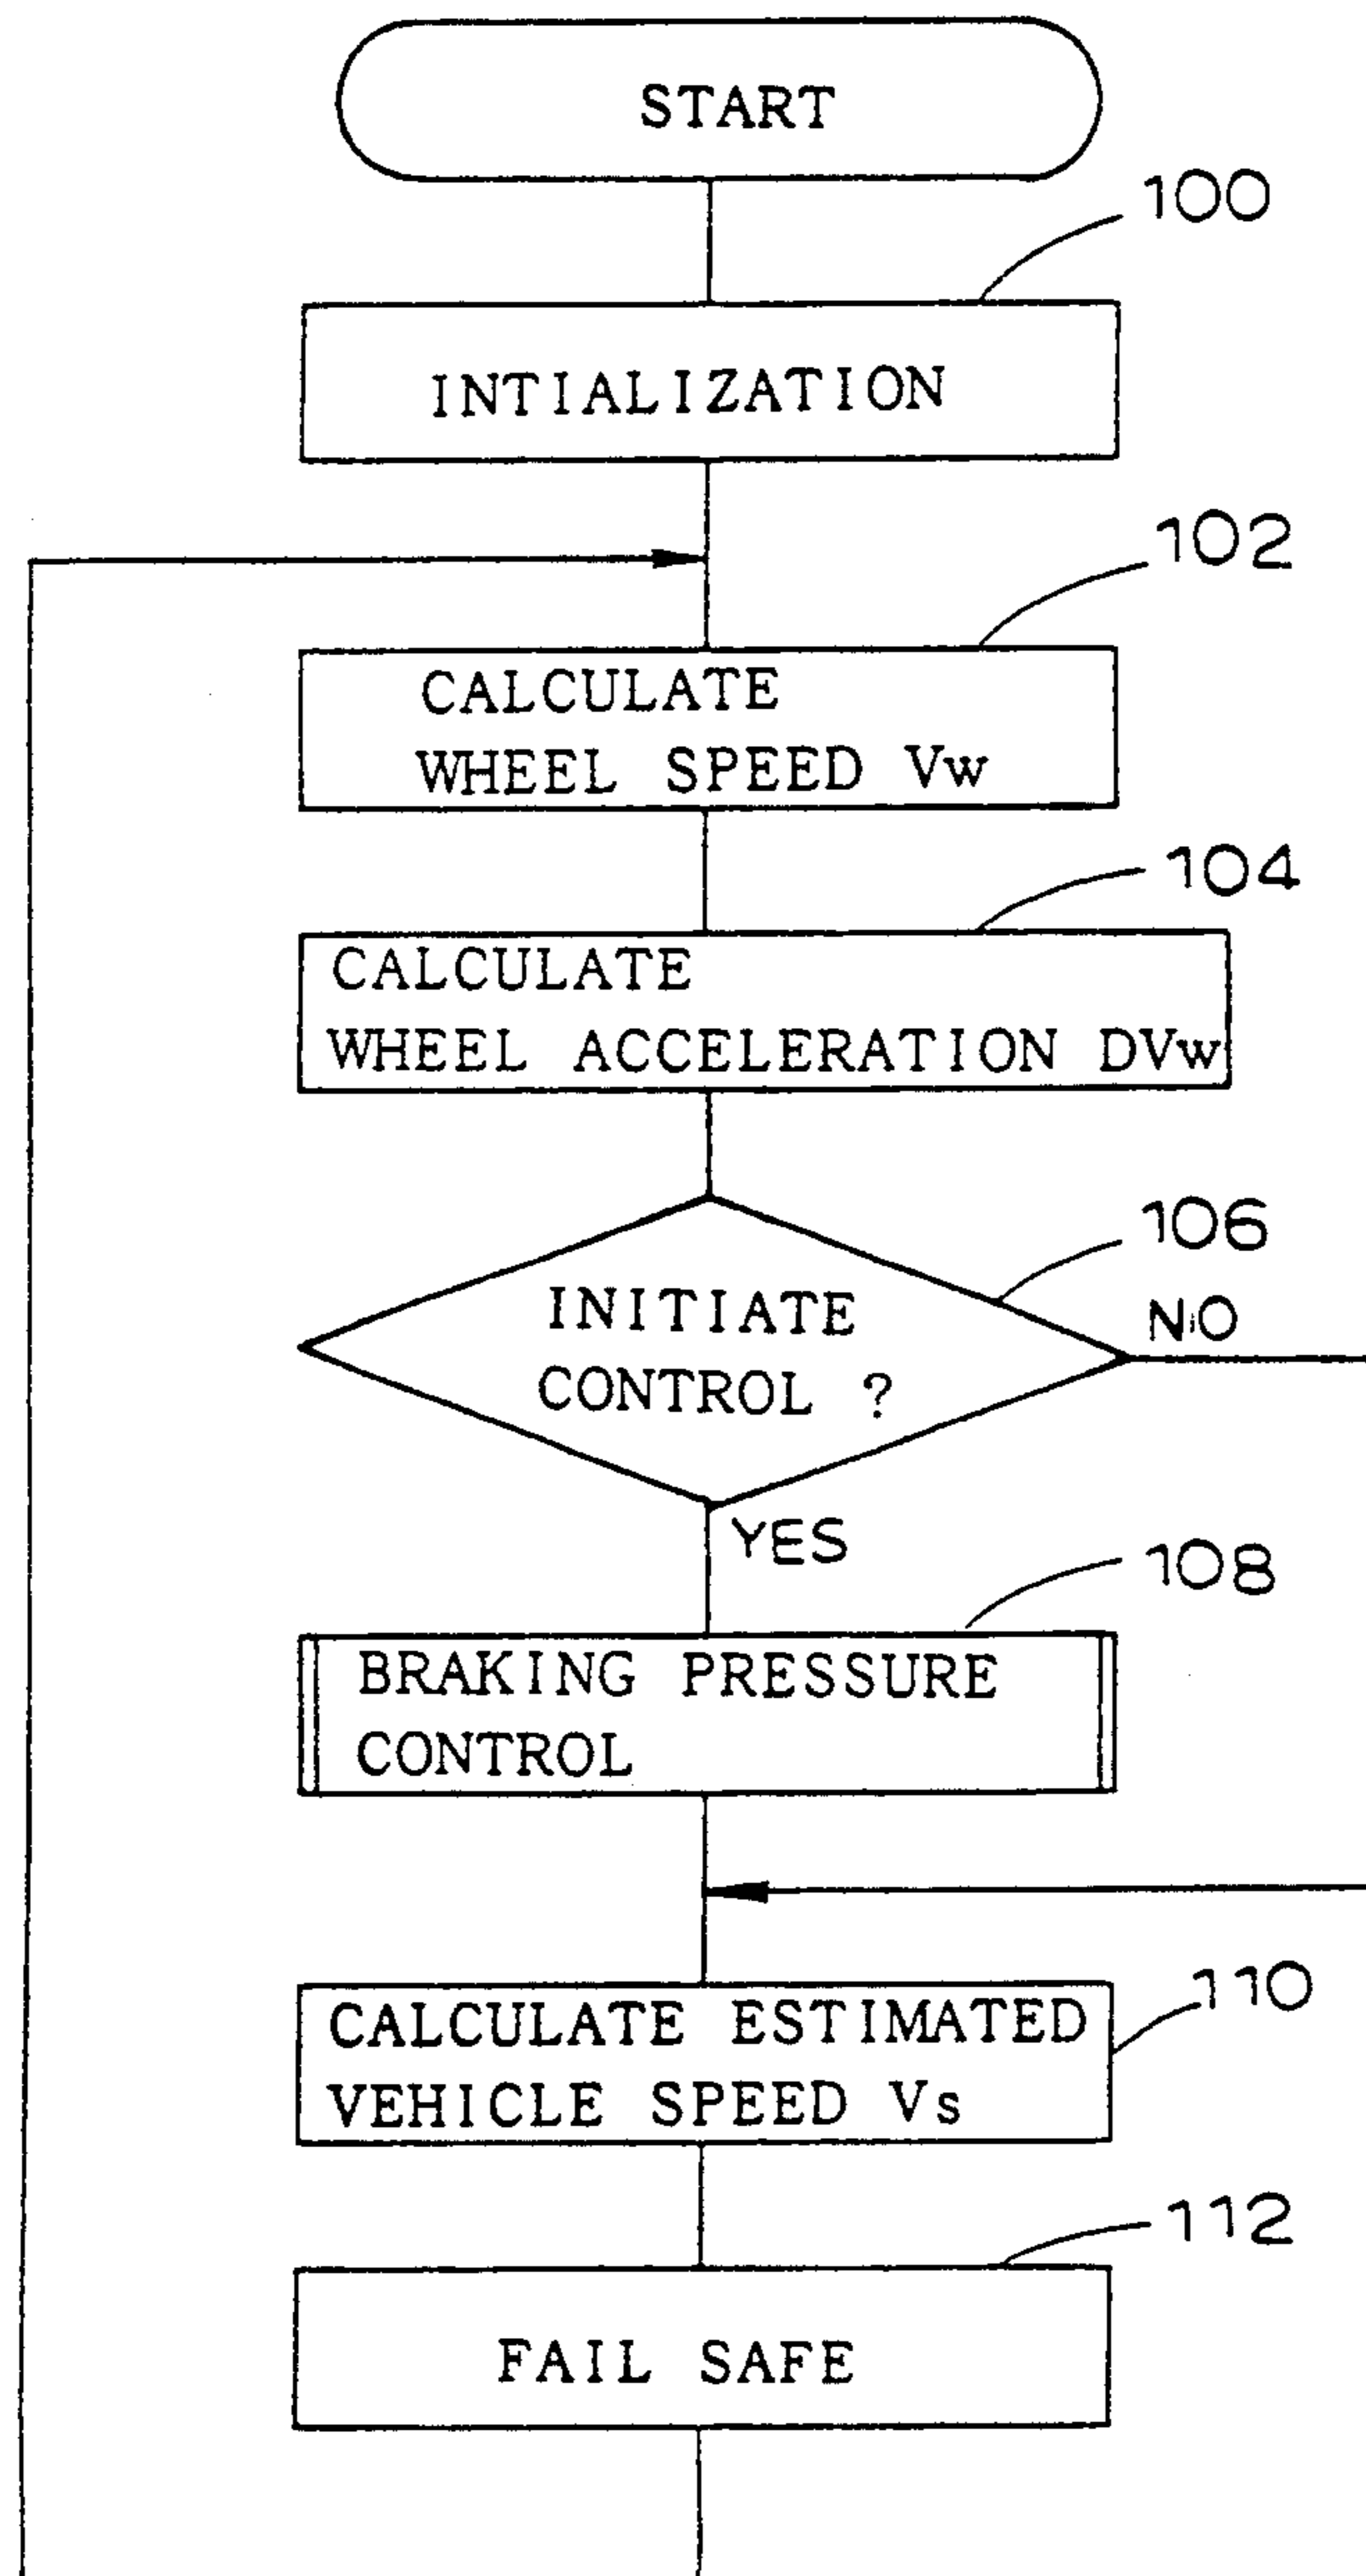 START
100
INTIALIZATION
102
CALCULATE
WHEEL SPEED Vw
104
CALCULATE
WHEEL ACCELERATION DVw
106
INITIATE
CONTROL ?
NO
YES
108
BRAKING PRESSURE
CONTROL
110
CALCULATE ESTIMATED
VEHICLE SPEED Vs
112
FAIL SAFE